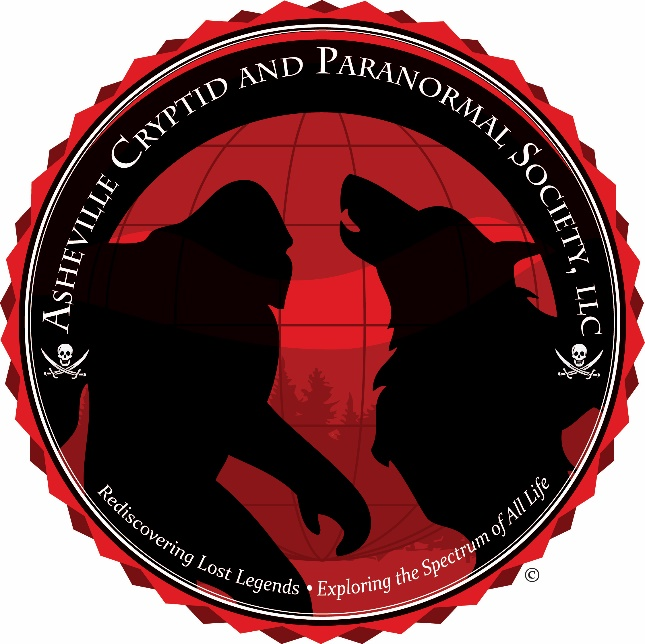 Asheville Cryptid and Paranormal Society, LLC
Rediscovering Lost Legends • Exploring the Spectrum of All Life
©